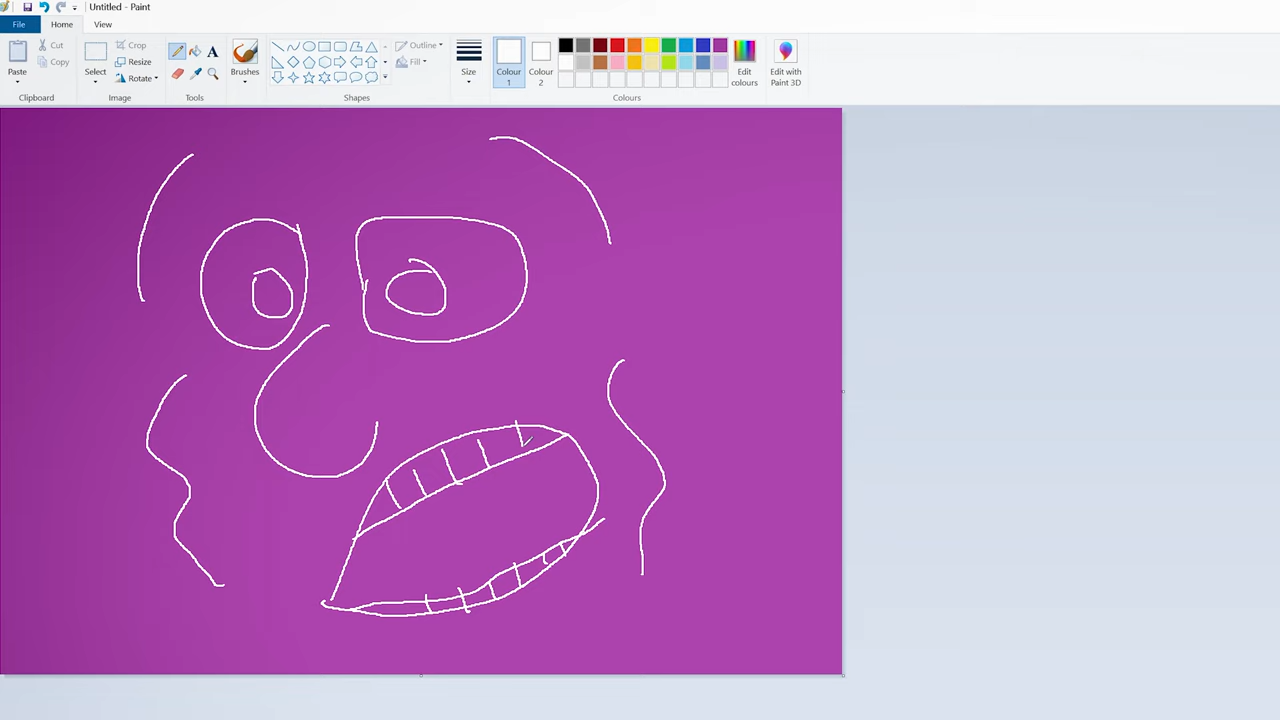 Untitled - Paint
File Home View
Paste
Cut
Copy
Clipboard
Select
Crop
Resize
Rotate
Image
A
Tools
Brushes
Outline
Fill
Shapes
Size
Colour 1
Colour 2
Edit colours
Colours
Edit with Paint 3D